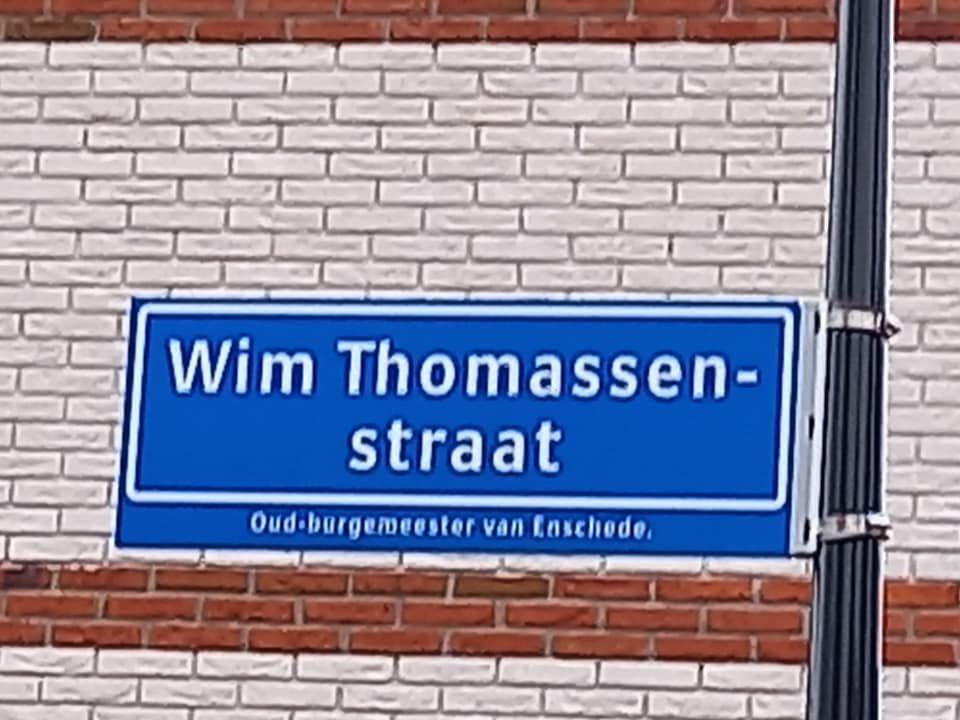 Wim Thomassen-
straat
Oud-burgemeester van Enschede.